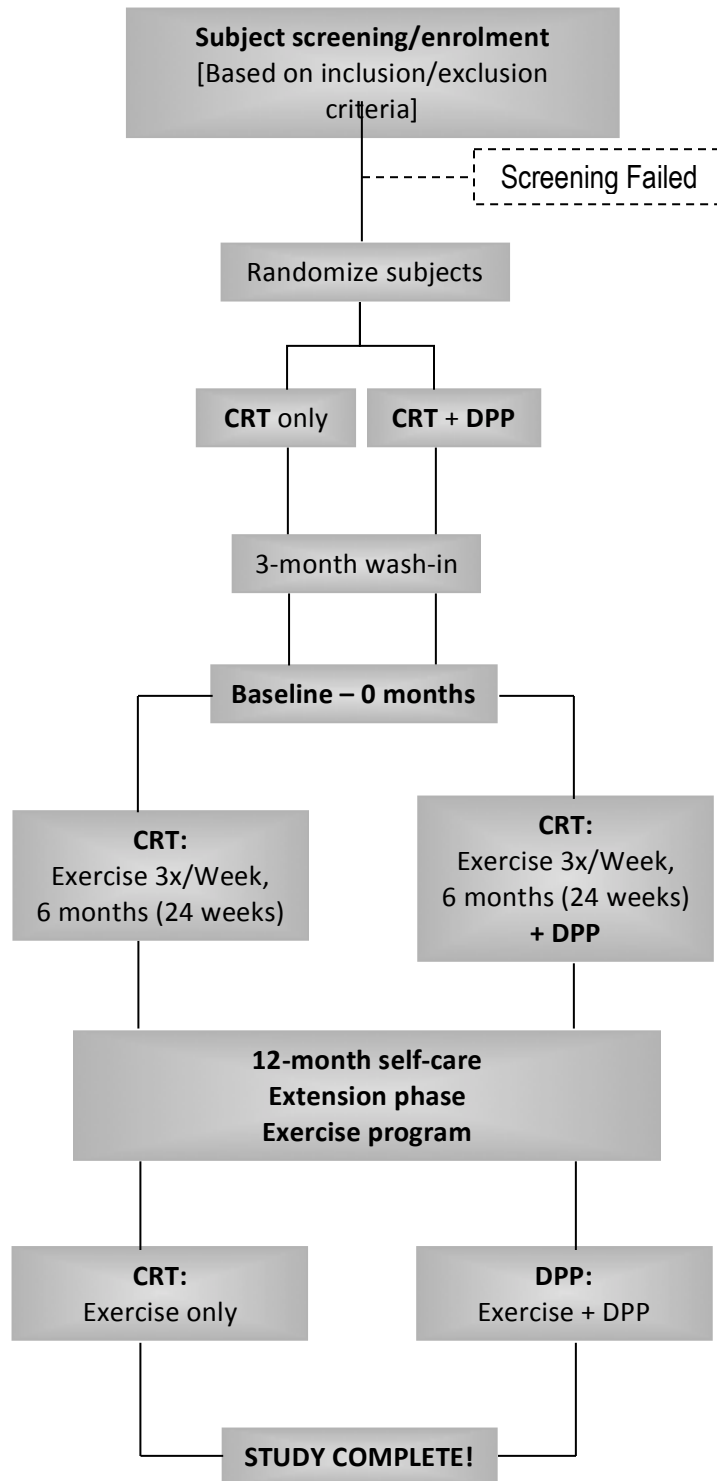 Subject screening/enrolment
[Based on inclusion/exclusion
criteria]
Screening Failed
Randomize subjects
CRT only
CRT + DPP
3-month wash-in
Baseline – 0 months
CRT:
Exercise 3x/Week,
6 months (24 weeks)
CRT:
Exercise 3x/Week,
6 months (24 weeks)
+ DPP
12-month self-care
Extension phase
Exercise program
CRT:
Exercise only
DPP:
Exercise + DPP
STUDY COMPLETE!